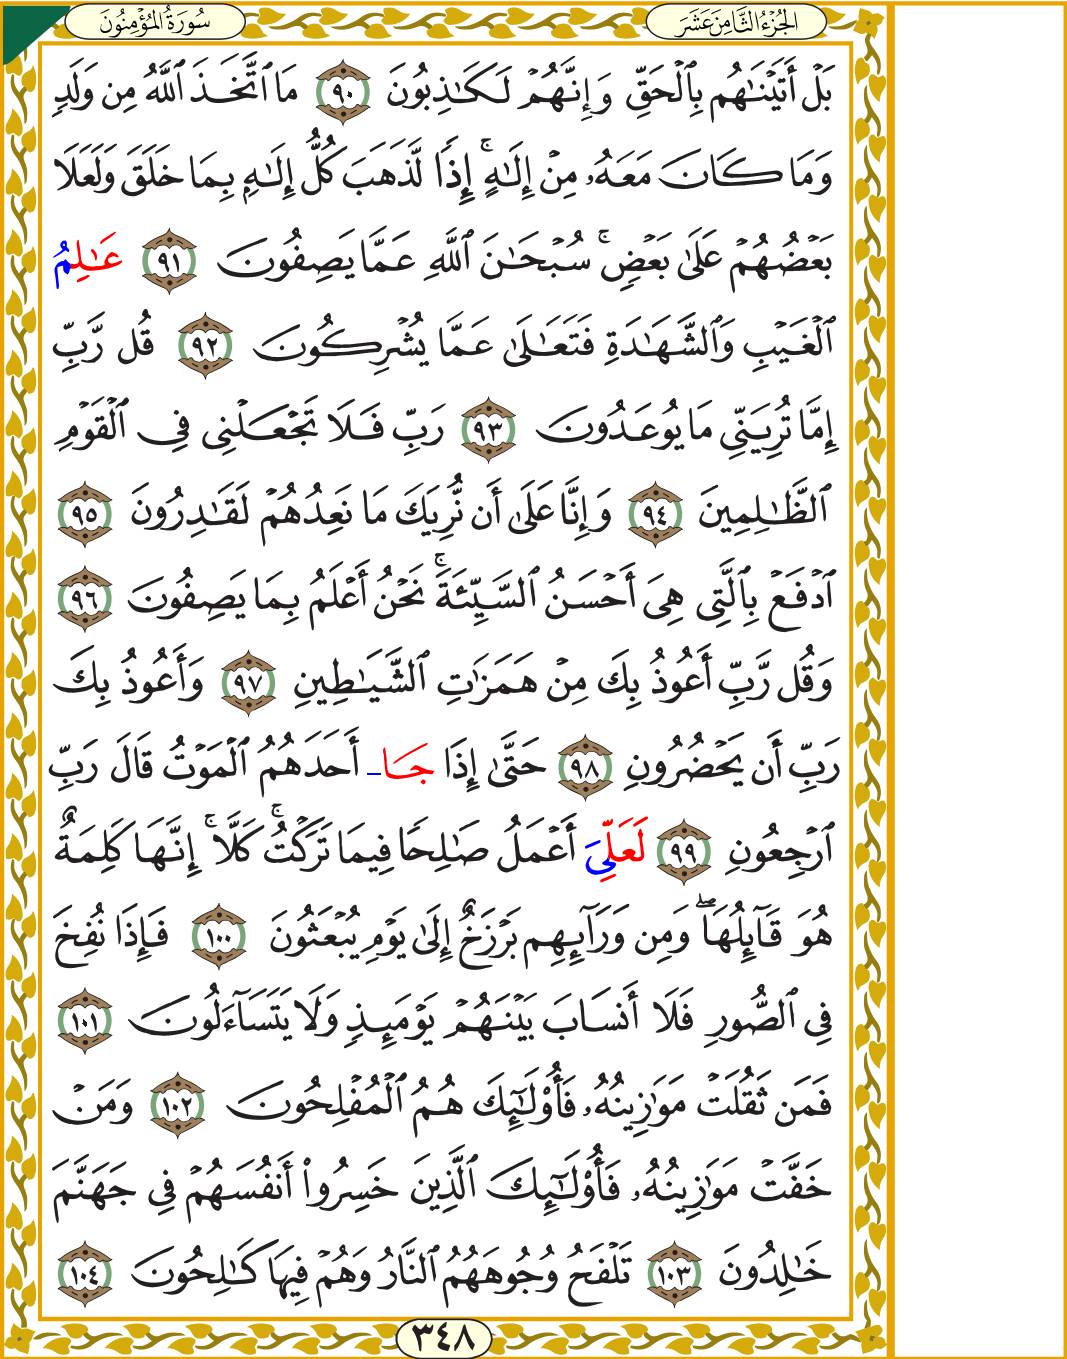 سُورَةُ المُؤْمِنُونَ
الجُزْءُ الثَّامِنَ عَشَرَ
بَلۡ أَتَيۡنَٰهُم بِٱلۡحَقِّ وَإِنَّهُمۡ لَكَٰذِبُونَ ٩٠ مَا ٱتَّخَذَ ٱللَّهُ مِن وَلَدٖ
وَمَا كَانَ مَعَهُۥ مِنۡ إِلَٰهٍۚ إِذٗا لَّذَهَبَ كُلُّ إِلَٰهِۭ بِمَا خَلَقَ وَلَعَلَا
بَعۡضُهُمۡ عَلَىٰ بَعۡضٖۚ سُبۡحَٰنَ ٱللَّهِ عَمَّا يَصِفُونَ ٩١ عَٰلِمُ
ٱلۡغَيۡبِ وَٱلشَّهَٰدَةِ فَتَعَٰلَىٰ عَمَّا يُشۡرِكُونَ ٩٢ قُل رَّبِّ
إِمَّا تُرِيَنِّي مَا يُوعَدُونَ ٩٣ رَبِّ فَلَا تَجۡعَلۡنِي فِي ٱلۡقَوۡمِ
ٱلظَّٰلِمِينَ ٩٤ وَإِنَّا عَلَىٰ أَن نُّرِيَكَ مَا نَعِدُهُمۡ لَقَٰدِرُونَ ٩٥
ٱدۡفَعۡ بِٱلَّتِي هِيَ أَحۡسَنُ ٱلسَّيِّئَةَۚ نَحۡنُ أَعۡلَمُ بِمَا يَصِفُونَ ٩٦
وَقُل رَّبِّ أَعُوذُ بِكَ مِنۡ هَمَزَٰتِ ٱلشَّيَٰطِينِ ٩٧ وَأَعُوذُ بِكَ
رَبِّ أَن يَحۡضُرُونِ ٩٨ حَتَّىٰ إِذَا جَا أَحَدَهُمُ ٱلۡمَوۡتُ قَالَ رَبِّ
ٱرۡجِعُونِ ٩٩ لَعَلِّيَ أَعۡمَلُ صَٰلِحٗا فِيمَا تَرَكۡتُۚ كَلَّآۚ إِنَّهَا كَلِمَةٌ
هُوَ قَآئِلُهَاۖ وَمِن وَرَآئِهِم بَرۡزَخٌ إِلَىٰ يَوۡمِ يُبۡعَثُونَ ١٠٠ فَإِذَا نُفِخَ
فِي ٱلصُّورِ فَلَآ أَنسَابَ بَيۡنَهُمۡ يَوۡمَئِذٖ وَلَا يَتَسَآءَلُونَ ١٠١
فَمَن ثَقُلَتۡ مَوَٰزِينُهُۥ فَأُوْلَٰٓئِكَ هُمُ ٱلۡمُفۡلِحُونَ ١٠٢ وَمَنۡ
خَفَّتۡ مَوَٰزِينُهُۥ فَأُوْلَٰٓئِكَ ٱلَّذِينَ خَسِرُوٓاْ أَنفُسَهُمۡ فِي جَهَنَّمَ
خَٰلِدُونَ ١٠٣ تَلۡفَحُ وُجُوهَهُمُ ٱلنَّارُ وَهُمۡ فِيهَا كَٰلِحُونَ ١٠٤
٣٤٨